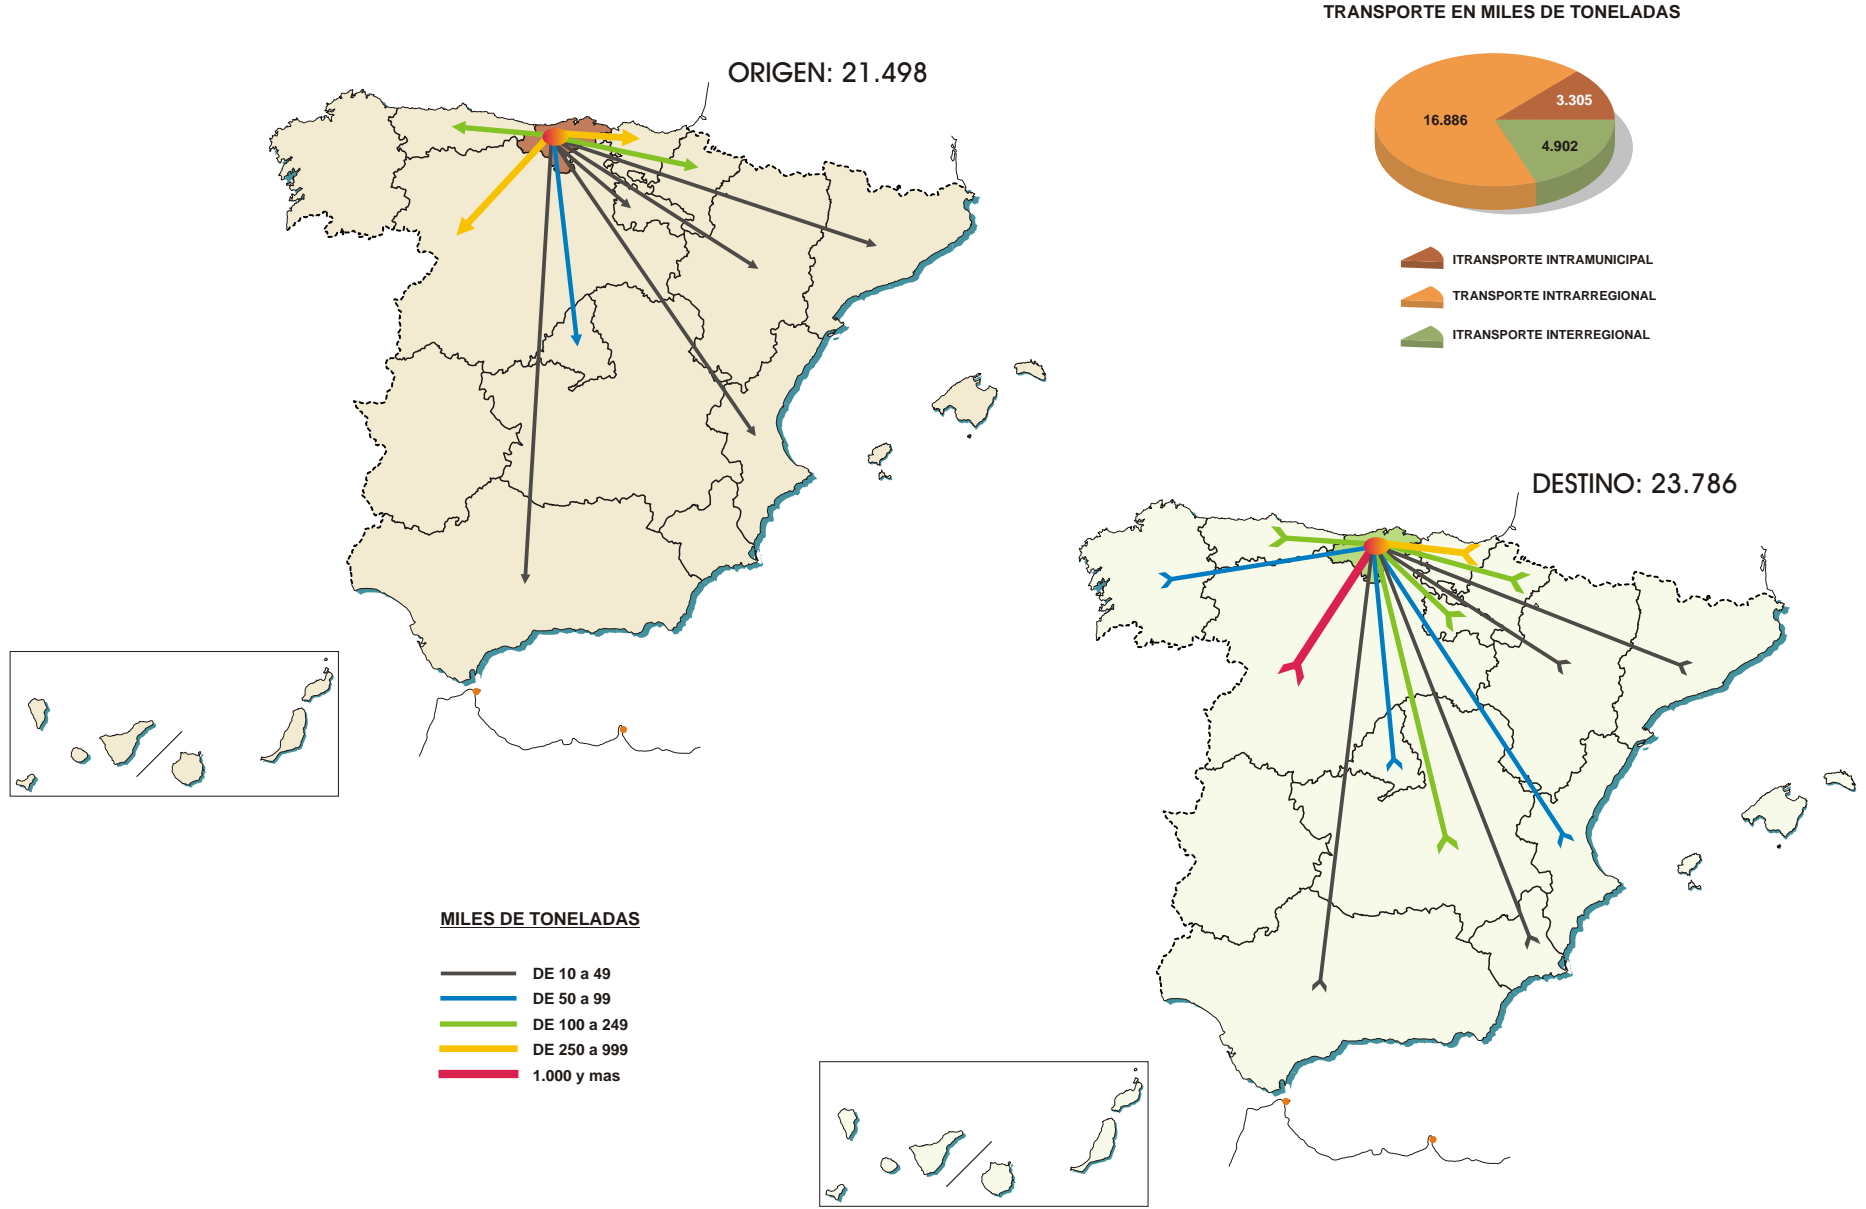 TRANSPORTE EN MILES DE TONELADAS
ORIGEN: 21.498
3.305
16.886
4.902
ITRANSPORTE INTRAMUNICIPAL
TRANSPORTE INTRARREGIONAL
ITRANSPORTE INTERREGIONAL
DESTINO: 23.786
MILES DE TONELADAS
DE 10 a 49
DE 50 a 99
DE 100 a 249
DE 250 a 999
1.000 y mas